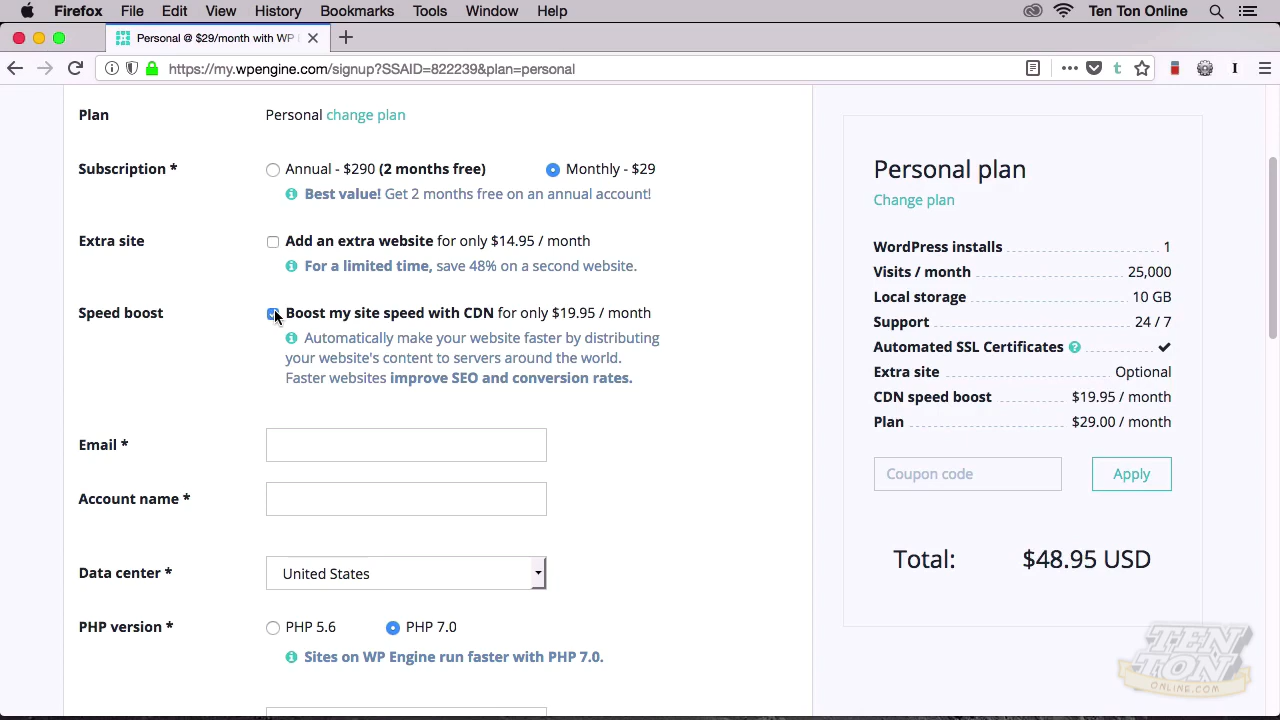 Firefox File Edit View History Bookmarks Tools Window Help Ten Ton Online
Personal @ $29/month with WP
https://my.wpengine.com/signup?SSAID=822239&plan=personal
Plan Personal change plan
Subscription * Annual - $290 (2 months free) Monthly - $29
Best value! Get 2 months free on an annual account!
Extra site Add an extra website for only $14.95 / month
For a limited time, save 48% on a second website.
Speed boost Boost my site speed with CDN for only $19.95 / month
Automatically make your website faster by distributing
your website's content to servers around the world.
Faster websites improve SEO and conversion rates.
Email *
Account name *
Data center * United States
PHP version * PHP 5.6 PHP 7.0
Sites on WP Engine run faster with PHP 7.0.
Personal plan
Change plan
WordPress installs 1
Visits / month 25,000
Local storage 10 GB
Support 24 / 7
Automated SSL Certificates ?
Extra site Optional
CDN speed boost $19.95 / month
Plan $29.00 / month
Coupon code Apply
Total: $48.95 USD
TEN
TON
ONLINE.COM